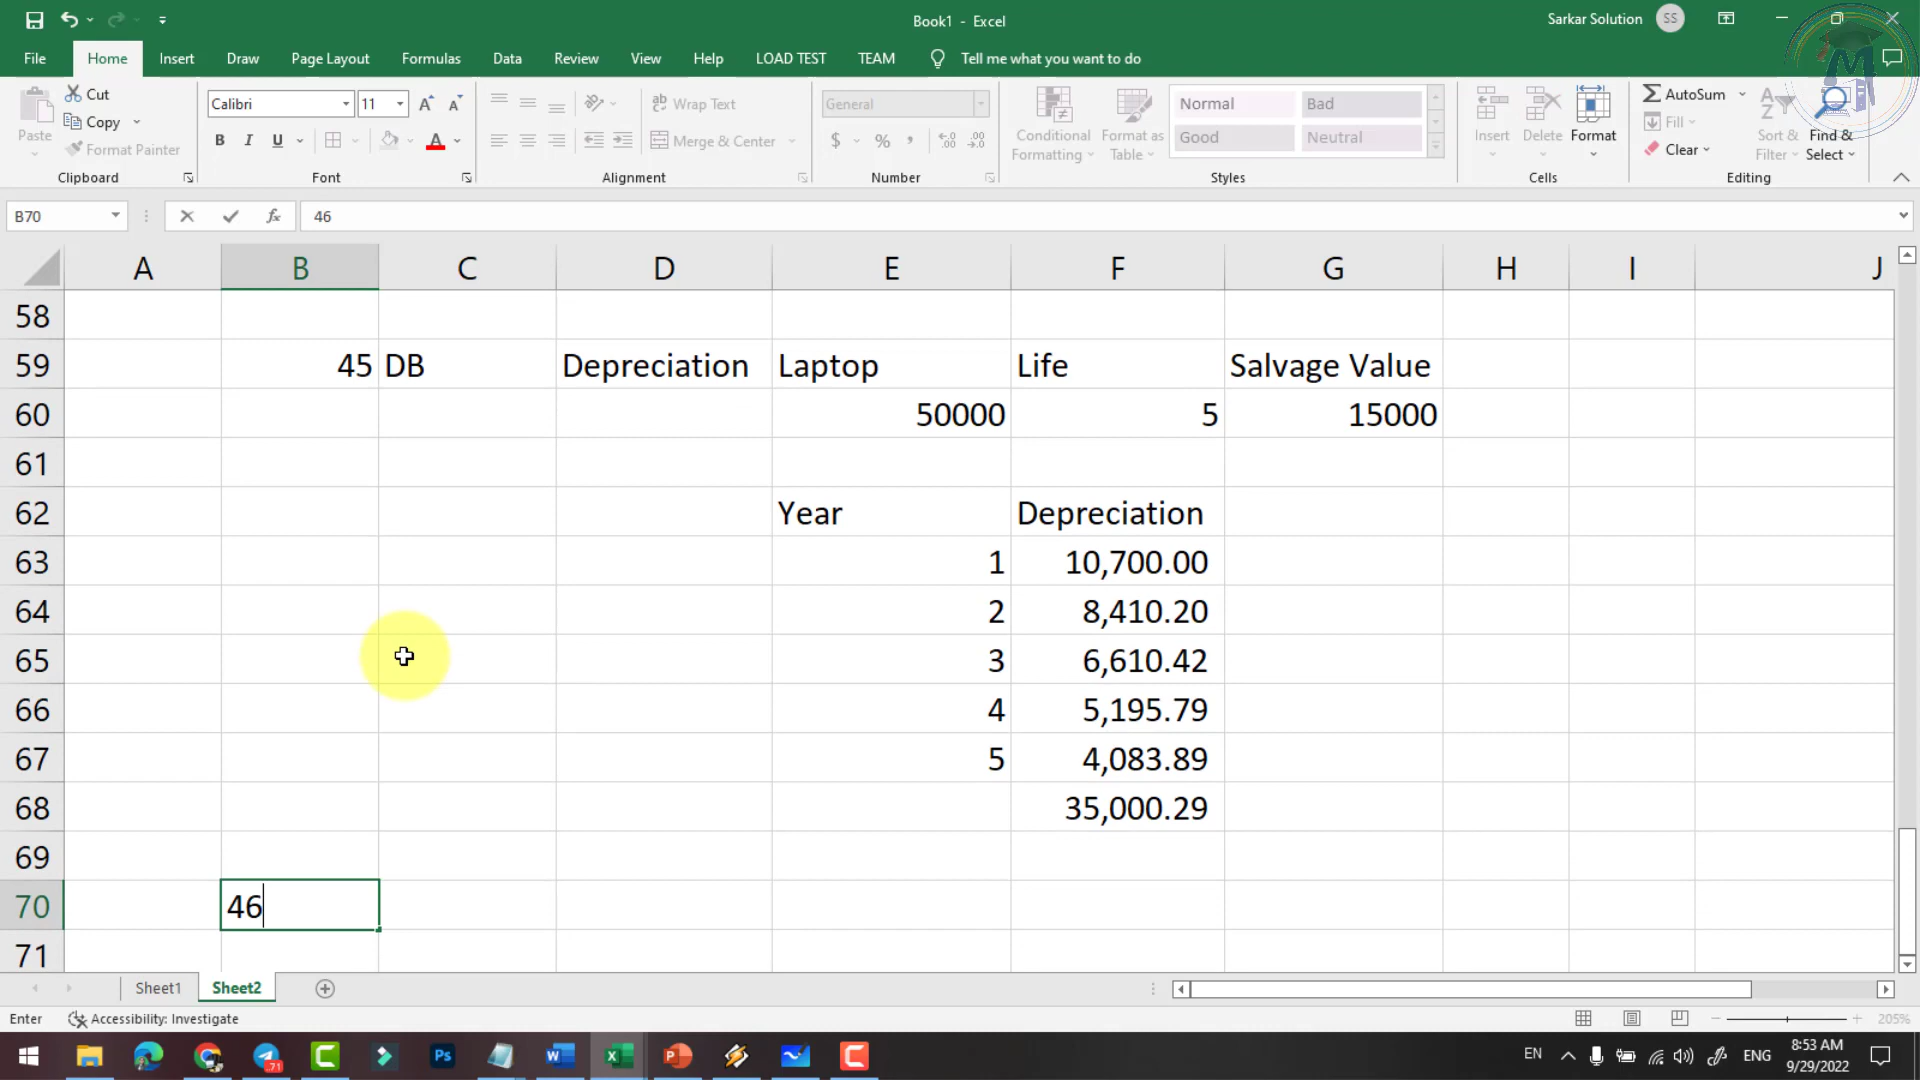 Book1 - Excel
Sarkar Solution SS
File Home Insert Draw Page Layout Formulas Data Review View Help LOAD TEST TEAM Tell me what you want to do
Paste
Cut
Copy
Format Painter
Clipboard
Calibri 11
B I U
Font
Wrap Text
Merge & Center
Alignment
General
$ % ,
Number
Conditional Formatting
Format as Table
Normal Bad
Good Neutral
Styles
Insert Delete Format
Cells
AutoSum
Fill
Clear
Sort & Filter
Find & Select
Editing
B70 fx 46
A B C D E F G H I J
58
59 45 DB Depreciation Laptop Life Salvage Value
60 50000 5 15000
61
62 Year Depreciation
63 1 10,700.00
64 2 8,410.20
65 3 6,610.42
66 4 5,195.79
67 5 4,083.89
68 35,000.29
69
70 46
71
Sheet1 Sheet2
Enter Accessibility: Investigate 205%
EN ENG 8:53 AM
9/29/2022